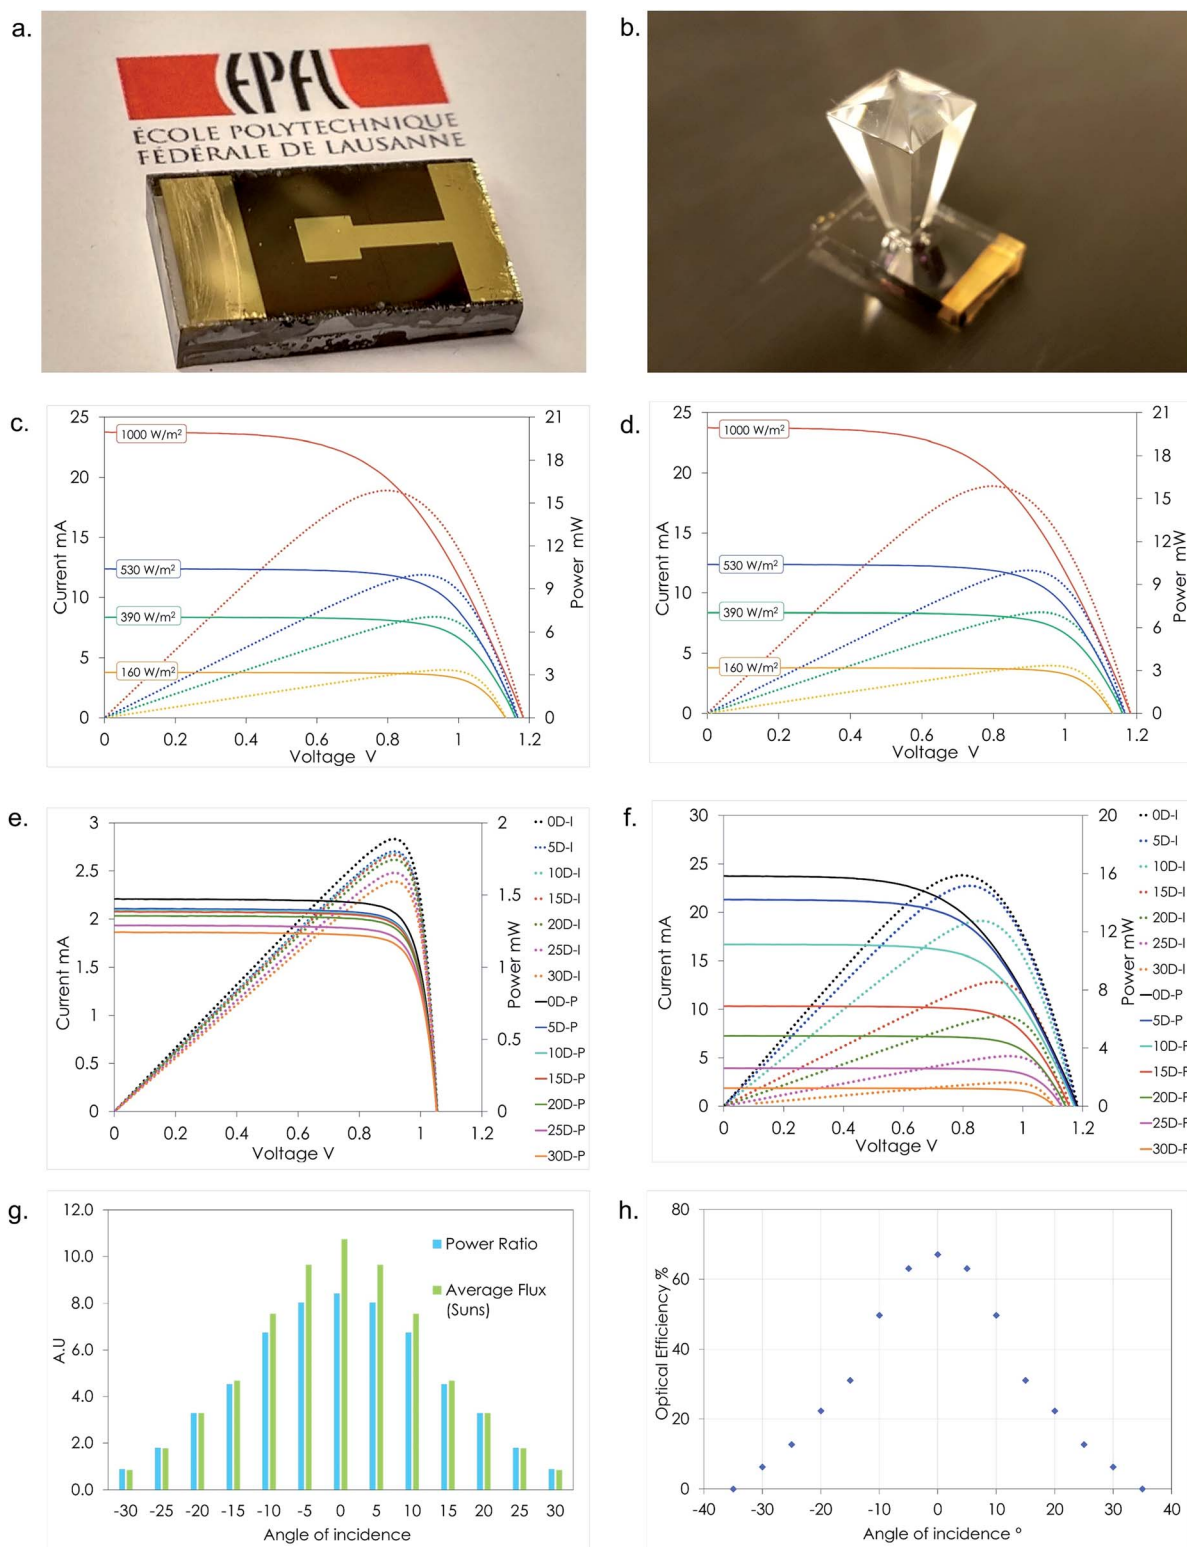 a.
EPFL
ÉCOLE POLYTECHNIQUE
FÉDÉRALE DE LAUSANNE
b.
c.
25
20
15
10
5
0
Current mA
1000 W/m²
530 W/m²
390 W/m²
160 W/m²
21
18
15
12
9
6
3
0
Power mW
0 0.2 0.4 0.6 0.8 1 1.2
Voltage V
d.
25
20
15
10
5
0
Current mA
1000 W/m²
530 W/m²
390 W/m²
160 W/m²
21
18
15
12
9
6
3
0
Power mW
0 0.2 0.4 0.6 0.8 1 1.2
Voltage V
e.
3
2.5
2
1.5
1
0.5
0
Current mA
2
1.5
1
0.5
0
Power mW
0 0.2 0.4 0.6 0.8 1 1.2
Voltage V
0D-I
5D-I
10D-I
15D-I
20D-I
25D-I
30D-I
0D-P
5D-P
10D-P
15D-P
20D-P
25D-P
30D-P
f.
30
25
20
15
10
5
0
Current mA
20
16
12
8
4
0
Power mW
0 0.2 0.4 0.6 0.8 1 1.2
Voltage V
0D-I
5D-I
10D-I
15D-I
20D-I
25D-I
30D-I
0D-P
5D-P
10D-P
15D-P
20D-P
25D-P
30D-P
g.
12.0
10.0
8.0
6.0
4.0
2.0
0.0
A.U
Power Ratio
Average Flux
(Suns)
-30 -25 -20 -15 -10 -5 0 5 10 15 20 25 30
Angle of incidence
h.
80
60
40
20
0
Optical Efficiency %
-40 -30 -20 -10 0 10 20 30 40
Angle of incidence º